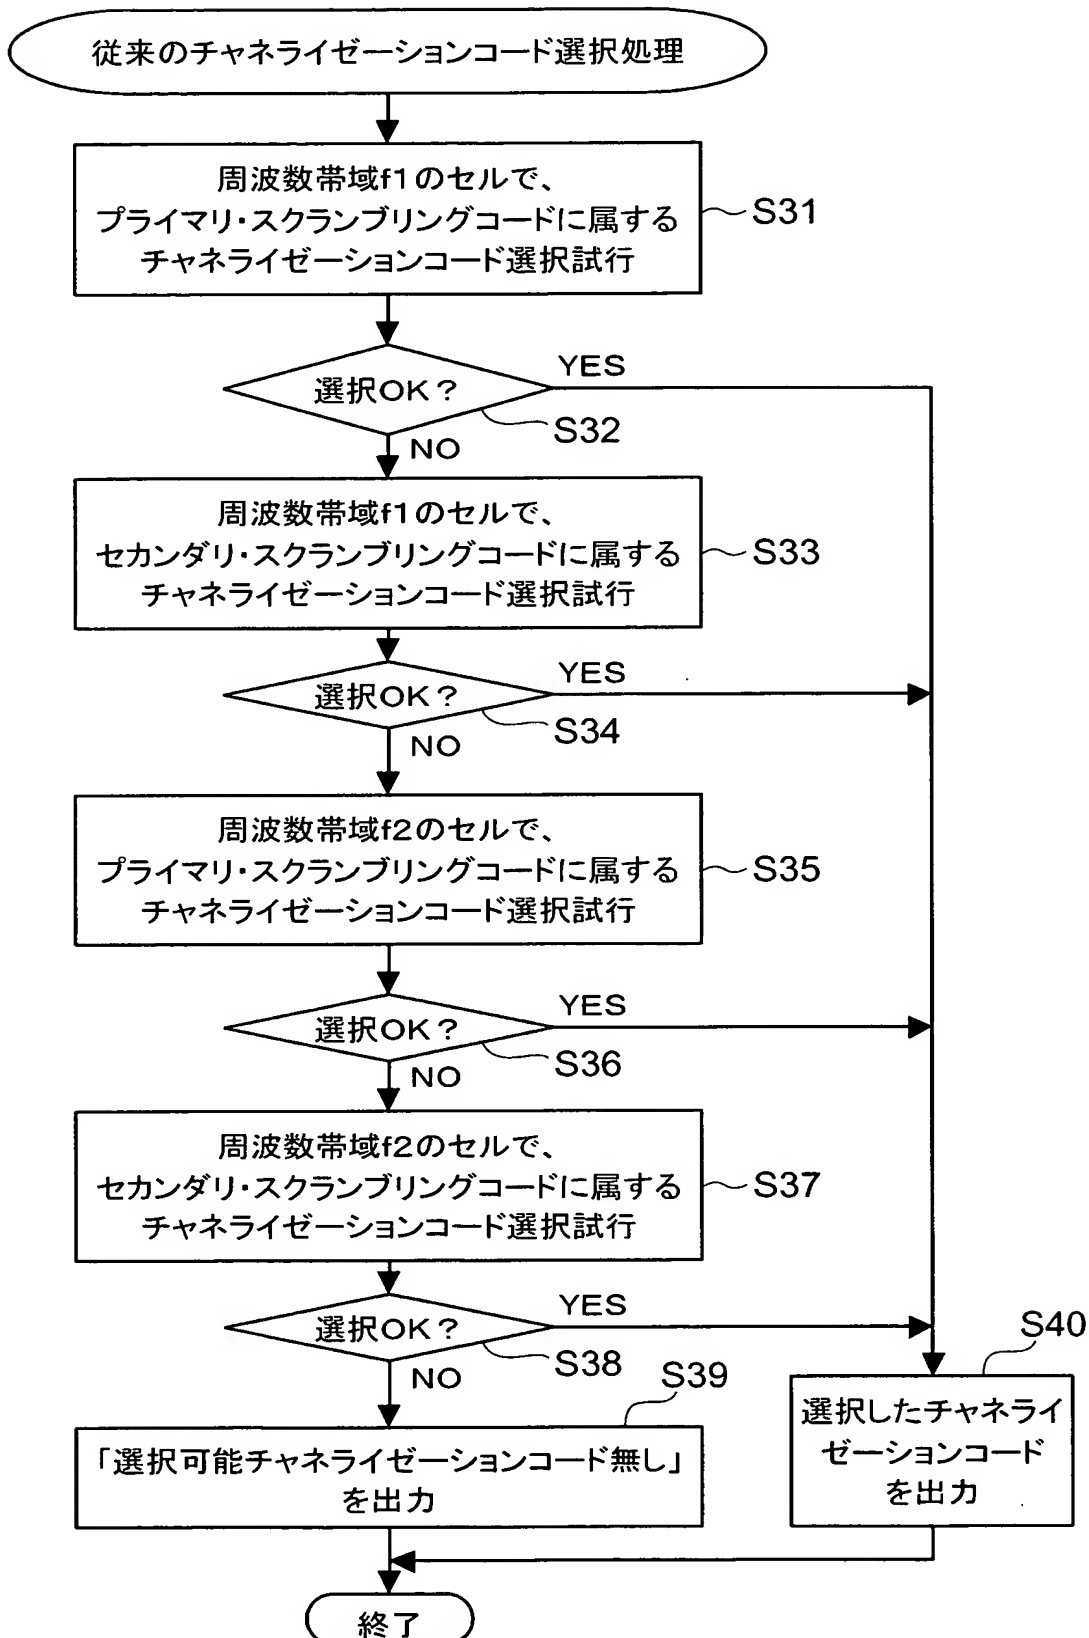 従来のチャネライゼーションコード選択処理
周波数帯域f1のセルで、
プライマリ・スクランブリングコードに属する
チャネライゼーションコード選択試行
S31
選択OK?
YES
S32
NO
周波数帯域f1のセルで、
セカンダリ・スクランブリングコードに属する
チャネライゼーションコード選択試行
S33
選択OK?
YES
S34
NO
周波数帯域f2のセルで、
プライマリ・スクランブリングコードに属する
チャネライゼーションコード選択試行
S35
選択OK?
YES
S36
NO
周波数帯域f2のセルで、
セカンダリ・スクランブリングコードに属する
チャネライゼーションコード選択試行
S37
選択OK?
YES
S38
NO
S39
「選択可能チャネライゼーションコード無し」
を出力
S40
選択したチャネライ
ゼーションコード
を出力
終了